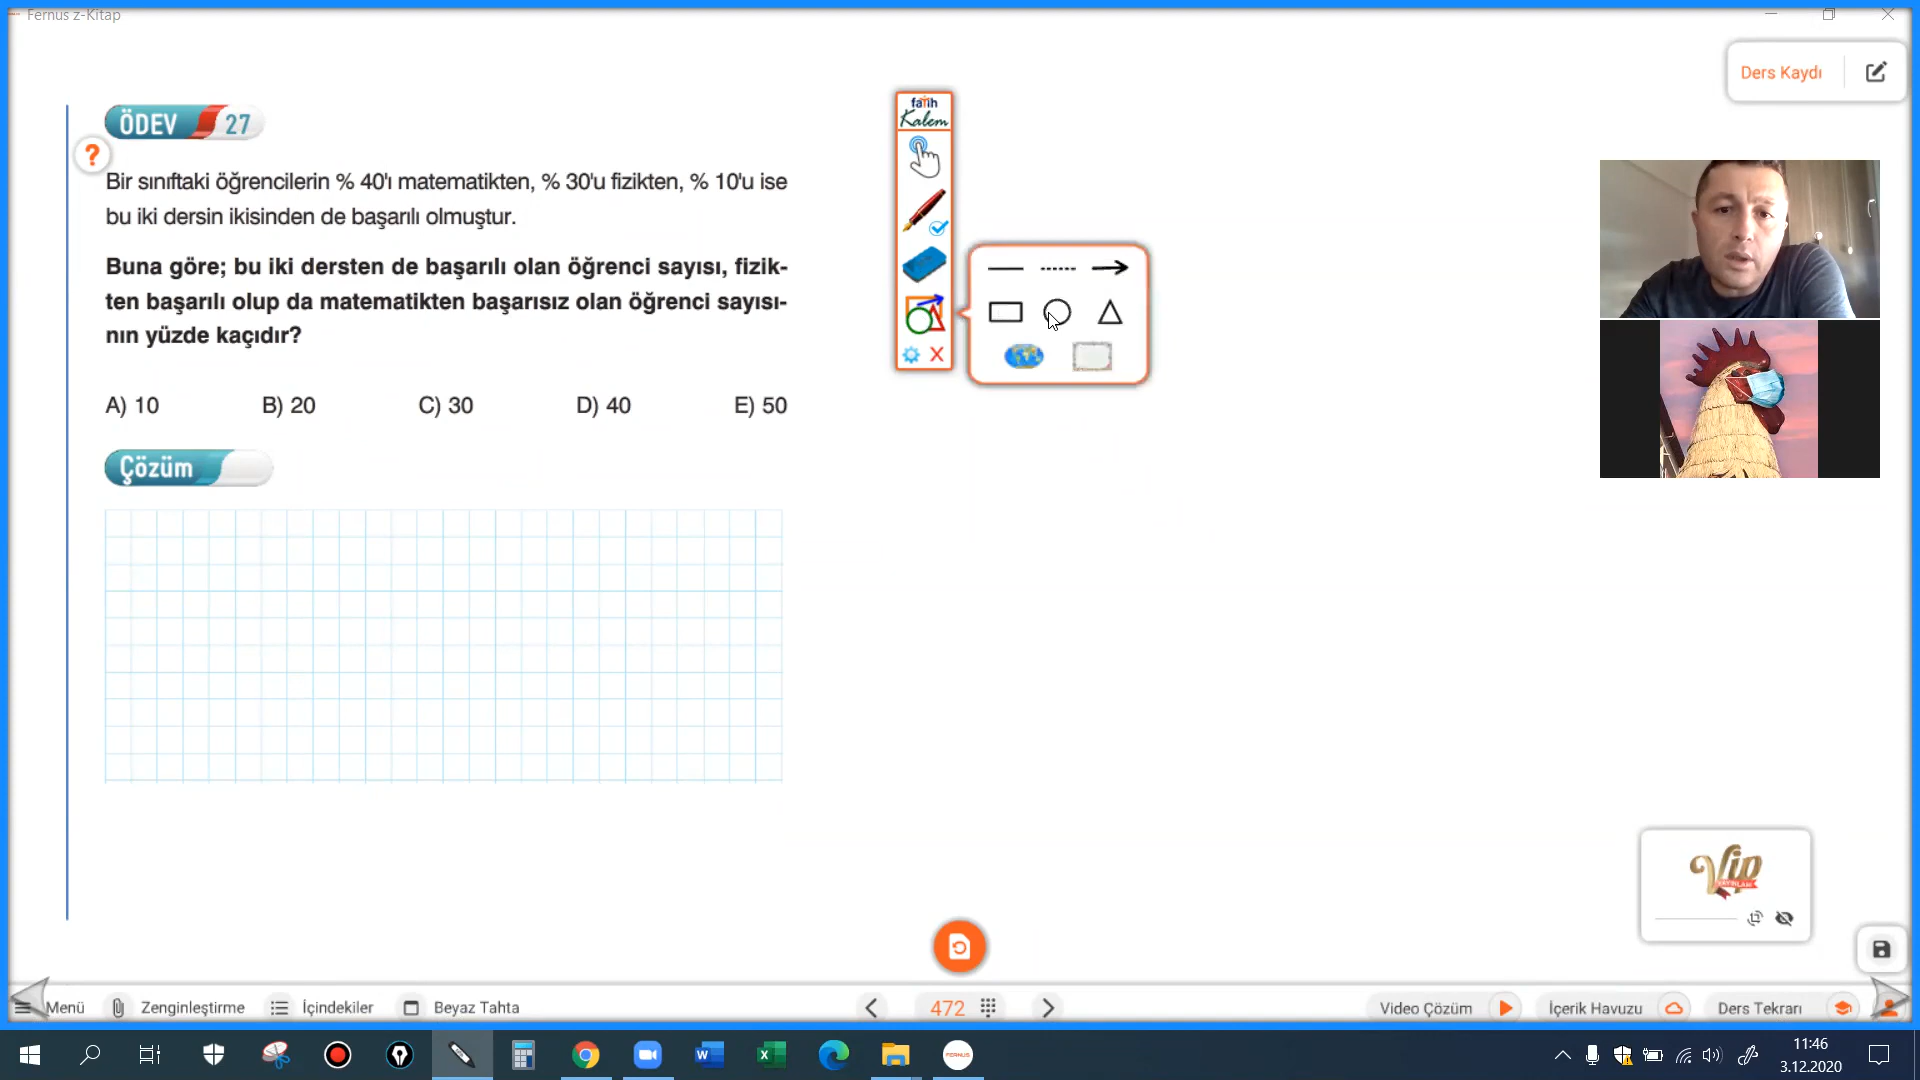 Fernus z-Kitap
Ders Kaydı
fatih
Kalem
ÖDEV 27
?
Bir sınıftaki öğrencilerin % 40'ı matematikten, % 30'u fizikten, % 10'u ise
bu iki dersin ikisinden de başarılı olmuştur.
Buna göre; bu iki dersten de başarılı olan öğrenci sayısı, fizik-
ten başarılı olup da matematikten başarısız olan öğrenci sayısı-
nın yüzde kaçıdır?
A) 10 B) 20 C) 30 D) 40 E) 50
Çözüm
Vip
YAYINLARI
Menü Zenginleştirme İçindekiler Beyaz Tahta 472 Video Çözüm İçerik Havuzu Ders Tekrarı
FERNUS
11:46
3.12.2020